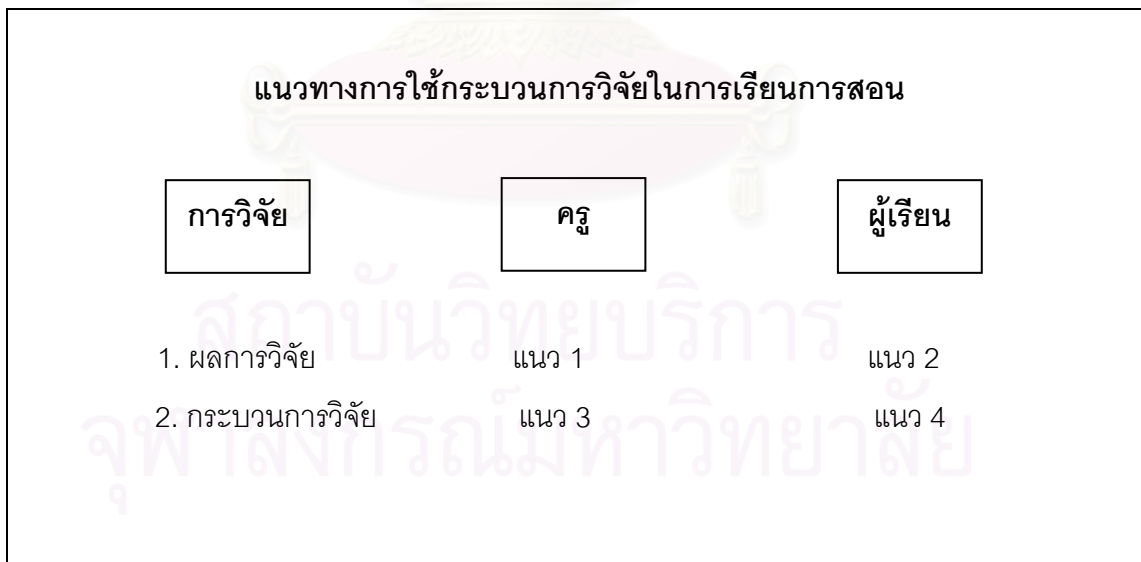 แนวทางการใช้กระบวนการวิจัยในการเรียนการสอน
การวิจัย ครู ผู้เรียน
สถาบันวิทยบริการ
1. ผลการวิจัย แนว 1 แนว 2
2. กระบวนการวิจัย แนว 3 แนว 4
จุฬาลงกรณ์มหาวิทยาลัย